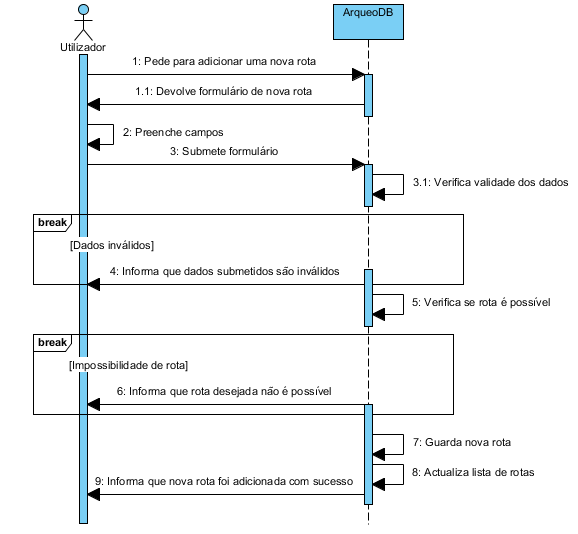 ArqueoDB
Utilizador
1: Pede para adicionar uma nova rota
1.1: Devolve formulário de nova rota
2: Preenche campos
3: Submete formulário
3.1: Verifica validade dos dados
break
[Dados inválidos]
4: Informa que dados submetidos são inválidos
5: Verifica se rota é possível
break
[Impossibilidade de rota]
6: Informa que rota desejada não é possível
7: Guarda nova rota
8: Actualiza lista de rotas
9: Informa que nova rota foi adicionada com sucesso